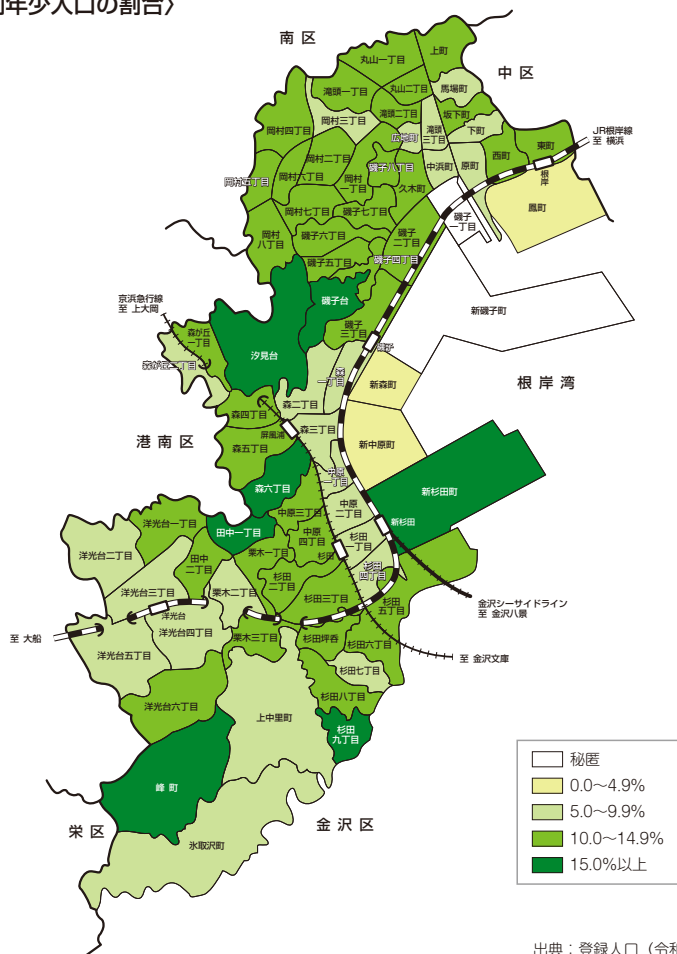 別年少人口の割合〉
南区
上町
丸山一丁目
中区
丸山二丁目
馬場町
滝頭一丁目
滝頭二丁目
坂下町
岡村三丁目
広地町
滝頭
三丁目
下町
岡村四丁目
東町
JR根岸線
至 横浜
西町
岡村二丁目
磯子八丁目
中浜町
原町
根岸
岡村五丁目
岡村六丁目
岡村
一丁目
久木町
鳳町
岡村七丁目
磯子七丁目
磯子
一丁目
岡村
八丁目
磯子六丁目
磯子
二丁目
磯子五丁目
磯子四丁目
京浜急行線
至 上大岡
磯子台
新磯子町
森が丘
一丁目
磯子
三丁目
磯子
汐見台
森が丘二丁目
森
一丁目
新森町
根岸湾
森二丁目
森四丁目
森三丁目
港南区
屏風浦
新中原町
森五丁目
中原
一丁目
森六丁目
新杉田町
中原
二丁目
中原三丁目
洋光台一丁目
田中一丁目
新杉田
中原
四丁目
杉田
一丁目
洋光台二丁目
栗木一丁目
杉田
田中
二丁目
杉田
四丁目
杉田
二丁目
洋光台三丁目
栗木二丁目
杉田三丁目
杉田
五丁目
金沢シーサイドライン
至 金沢八景
洋光台
洋光台四丁目
至 大船
栗木三丁目
杉田坪呑
杉田六丁目
洋光台五丁目
至 金沢文庫
杉田七丁目
杉田八丁目
洋光台六丁目
上中里町
杉田
九丁目
峰町
秘匿
0.0〜4.9%
5.0〜9.9%
10.0〜14.9%
15.0%以上
栄区
金沢区
氷取沢町
出典：登録人口（令和